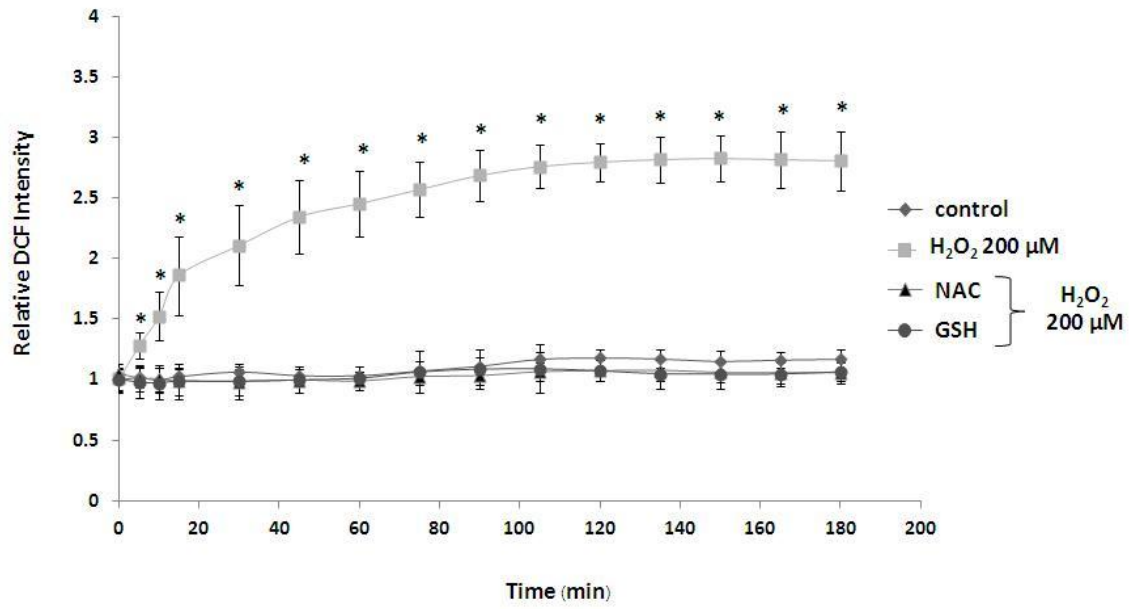 4
3.5
3
2.5
2
1.5
1
0.5
0
Relative DCF Intensity
* * * * * * * * * * * * * *
0 20 40 60 80 100 120 140 160 180 200
Time (min)
control
H₂O₂ 200 µM
NAC
GSH
H₂O₂
200 µM